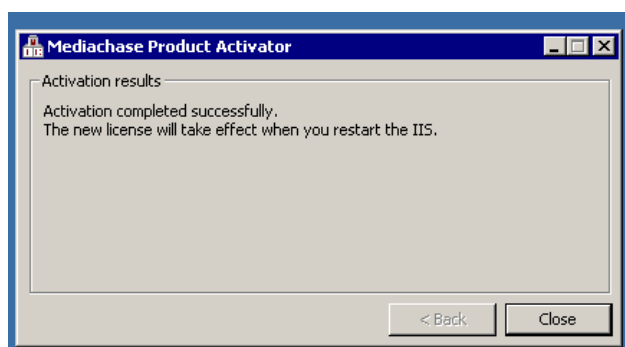 Mediachase Product Activator
Activation results
Activation completed successfully.
The new license will take effect when you restart the IIS.
< Back
Close